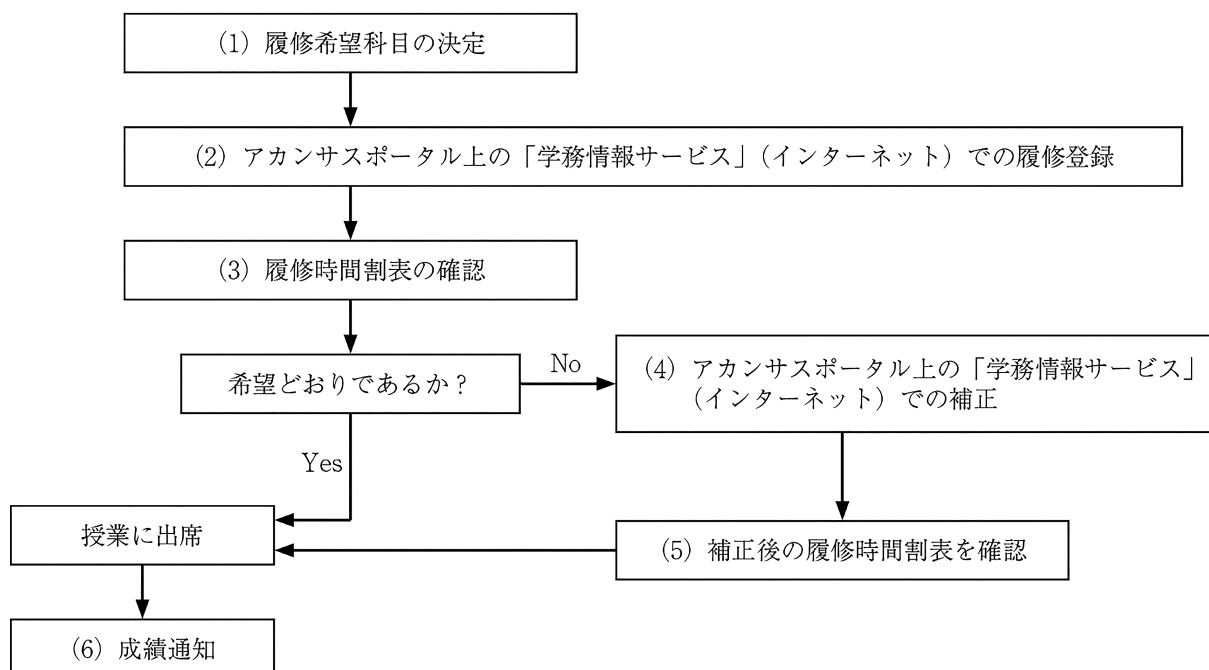 (1) 履修希望科目の決定
(2) アカンサスポータル上の「学務情報サービス」(インターネット)での履修登録
(3) 履修時間割表の確認
希望どおりであるか？
No
(4) アカンサスポータル上の「学務情報サービス」
(インターネット)での補正
Yes
授業に出席
(5) 補正後の履修時間割表を確認
(6) 成績通知